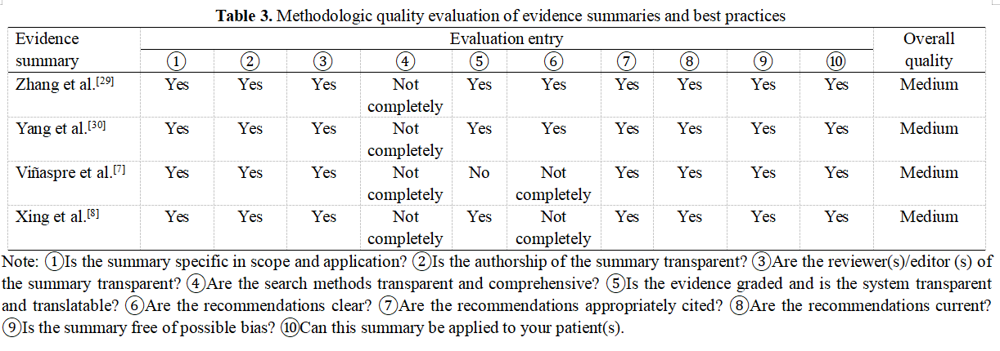 Table 3. Methodologic quality evaluation of evidence summaries and best practices
Evidence summary Evaluation entry Overall quality
① ② ③ ④ ⑤ ⑥ ⑦ ⑧ ⑨ ⑩
Zhang et al.[29] Yes Yes Yes Not completely Yes Yes Yes Yes Yes Yes Medium
Yang et al.[30] Yes Yes Yes Not completely Yes Yes Yes Yes Yes Yes Medium
Viñaspre et al.[7] Yes Yes Yes Not completely No Not completely Yes Yes Yes Yes Medium
Xing et al.[8] Yes Yes Yes Not completely Yes Not completely Yes Yes Yes Yes Medium
Note: ①Is the summary specific in scope and application? ②Is the authorship of the summary transparent? ③Are the reviewer(s)/editor (s) of
the summary transparent? ④Are the search methods transparent and comprehensive? ⑤Is the evidence graded and is the system transparent
and translatable? ⑥Are the recommendations clear? ⑦Are the recommendations appropriately cited? ⑧Are the recommendations current?
⑨Is the summary free of possible bias? ⑩Can this summary be applied to your patient(s).